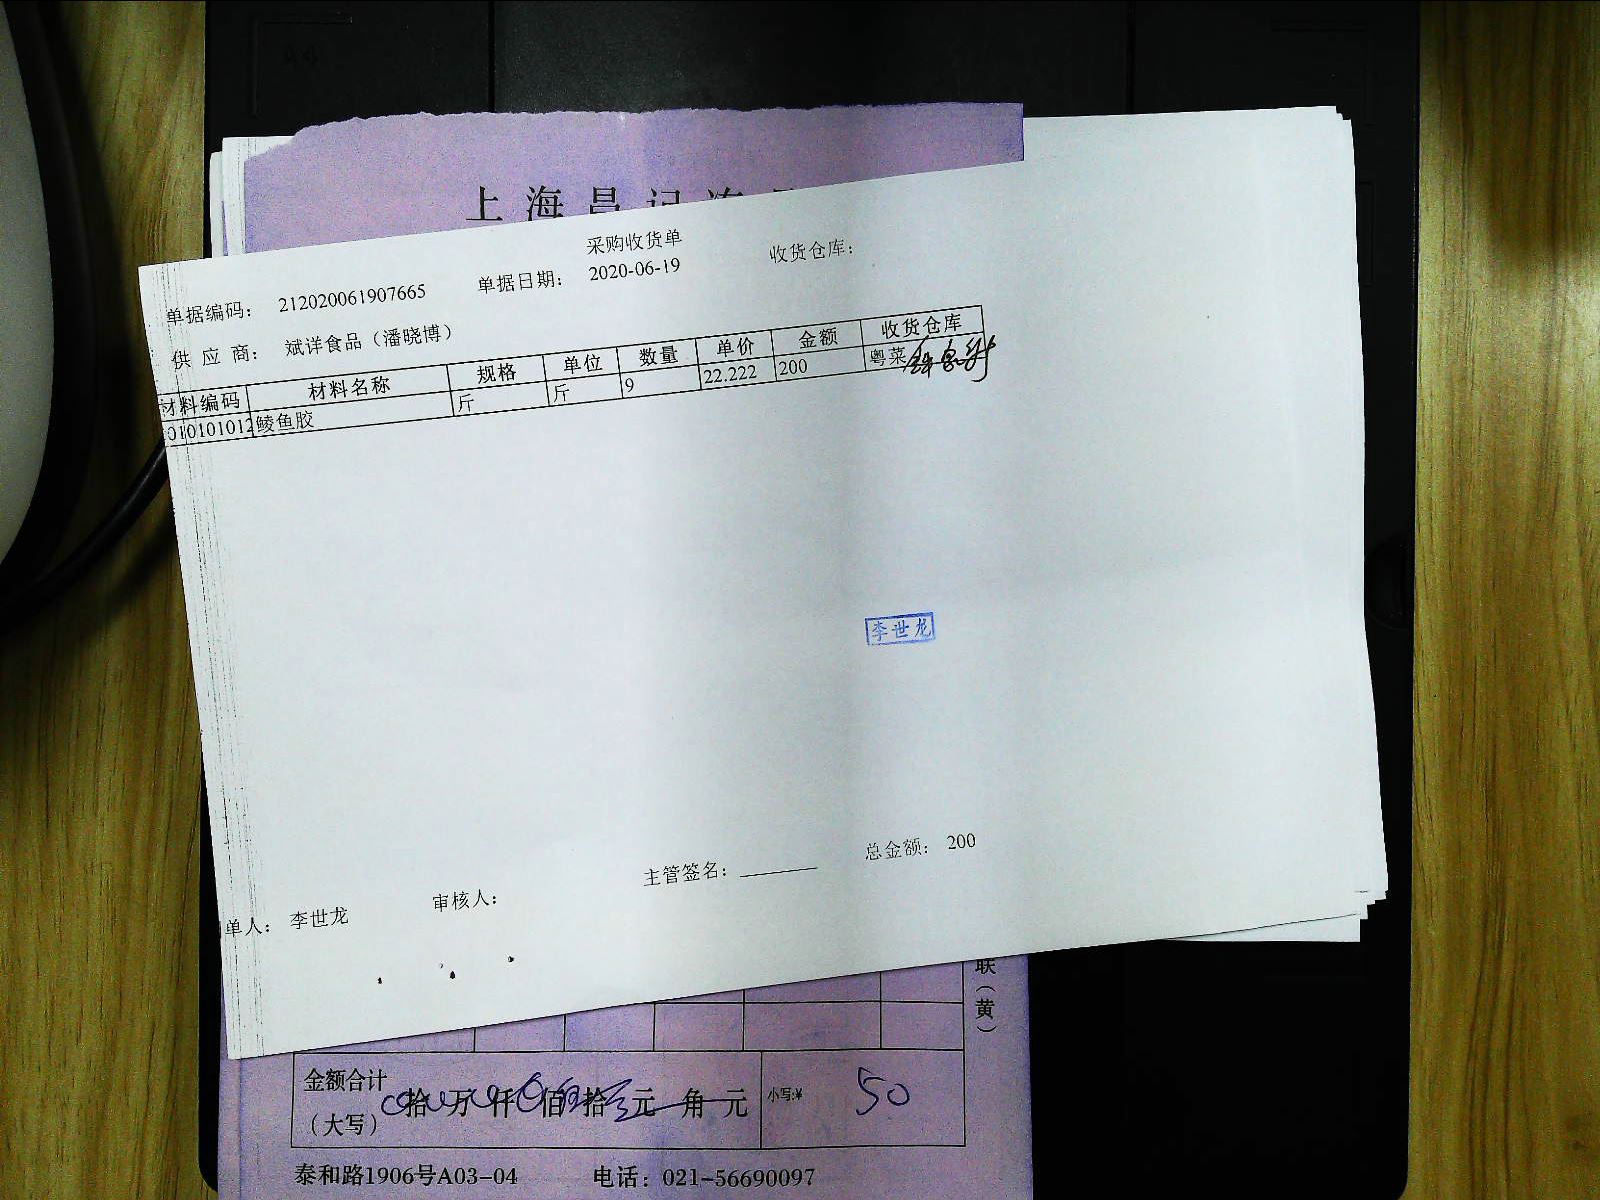 上海昌记
采购收货单
单据编码： 212020061907665 单据日期： 2020-06-19 收货仓库：
供 应 商： 斌洋食品（潘晓博）
材料编码 材料名称 规格 单位 数量 单价 金额 收货仓库
01010101012 鲮鱼胶 斤 斤 9 22.222 200 粤菜
李世龙
单人： 李世龙 审核人： 主管签名： 总金额： 200
联（黄）
金额合计（大写） 拾 万 仟 佰 拾 元 角 元 小写:¥ 50
泰和路1906号A03-04 电话：021-56690097